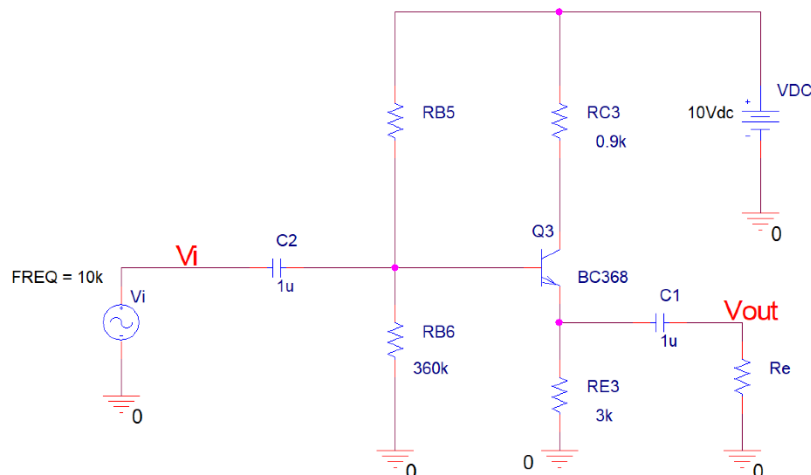 VDC
10Vdc
RB5
RC3
0.9k
Q3
BC368
C2
1u
Vi
FREQ = 10k
Vi
C1
1u
Vout
RB6
360k
RE3
3k
Re
0
0
0
0
0